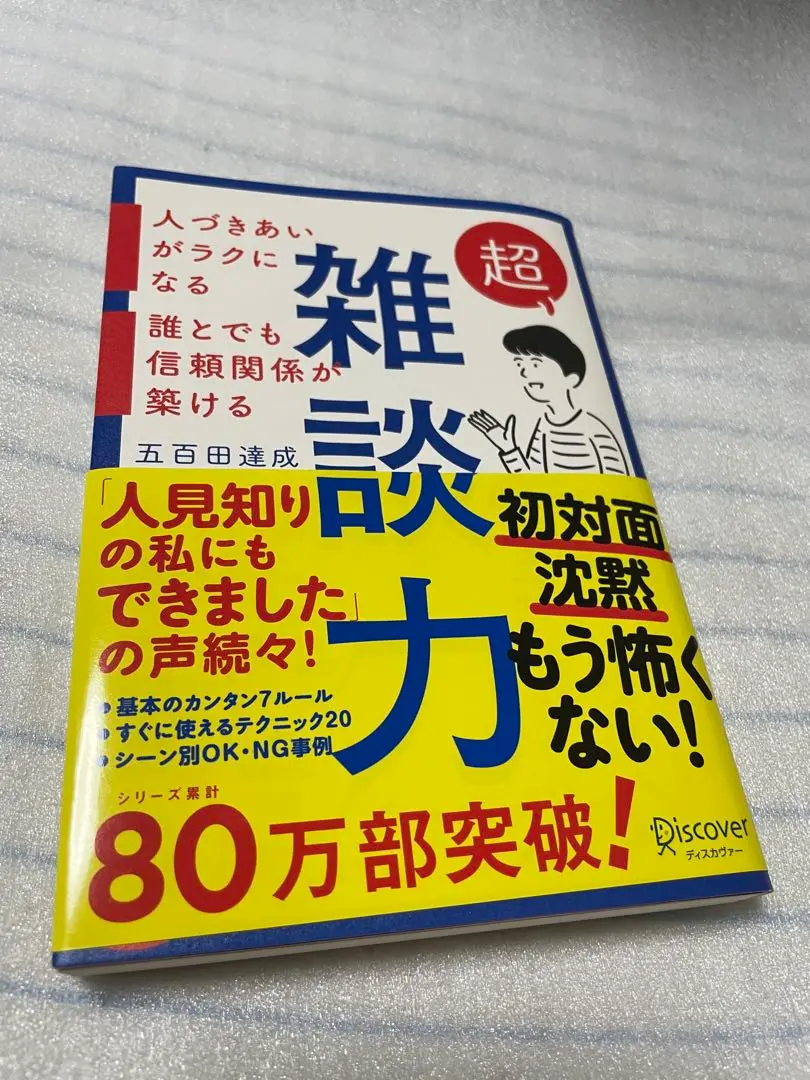 超
雑談力
人づきあい
がラクに
なる
誰とでも
信頼関係が
築ける
五百田達成
「人見知り
の私にも
できました」
の声続々!
初対面
沈黙
もう怖く
ない!
•基本のカンタン7ルール
•すぐに使えるテクニック20
•シーン別OK・NG事例
シリーズ累計
80万部突破!
Discover
ディスカヴァー